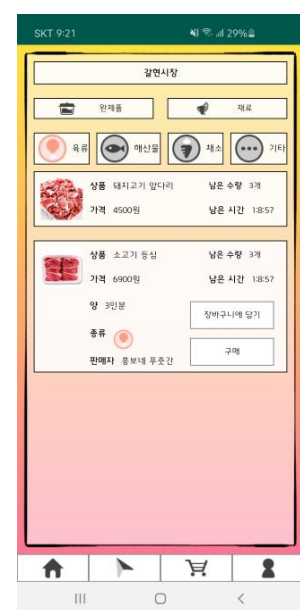 SKT 9:21 29%
갈현시장
완제품 재료
육류 해산물 채소 기타
상품 돼지고기 앞다리 남은 수량 3개
가격 4500원 남은 시간 1:8:57
상품 소고기 등심 남은 수량 3개
가격 6900원 남은 시간 1:8:57
양 3인분
장바구니에 담기
종류
구매
판매자 흥보네 푸줏간